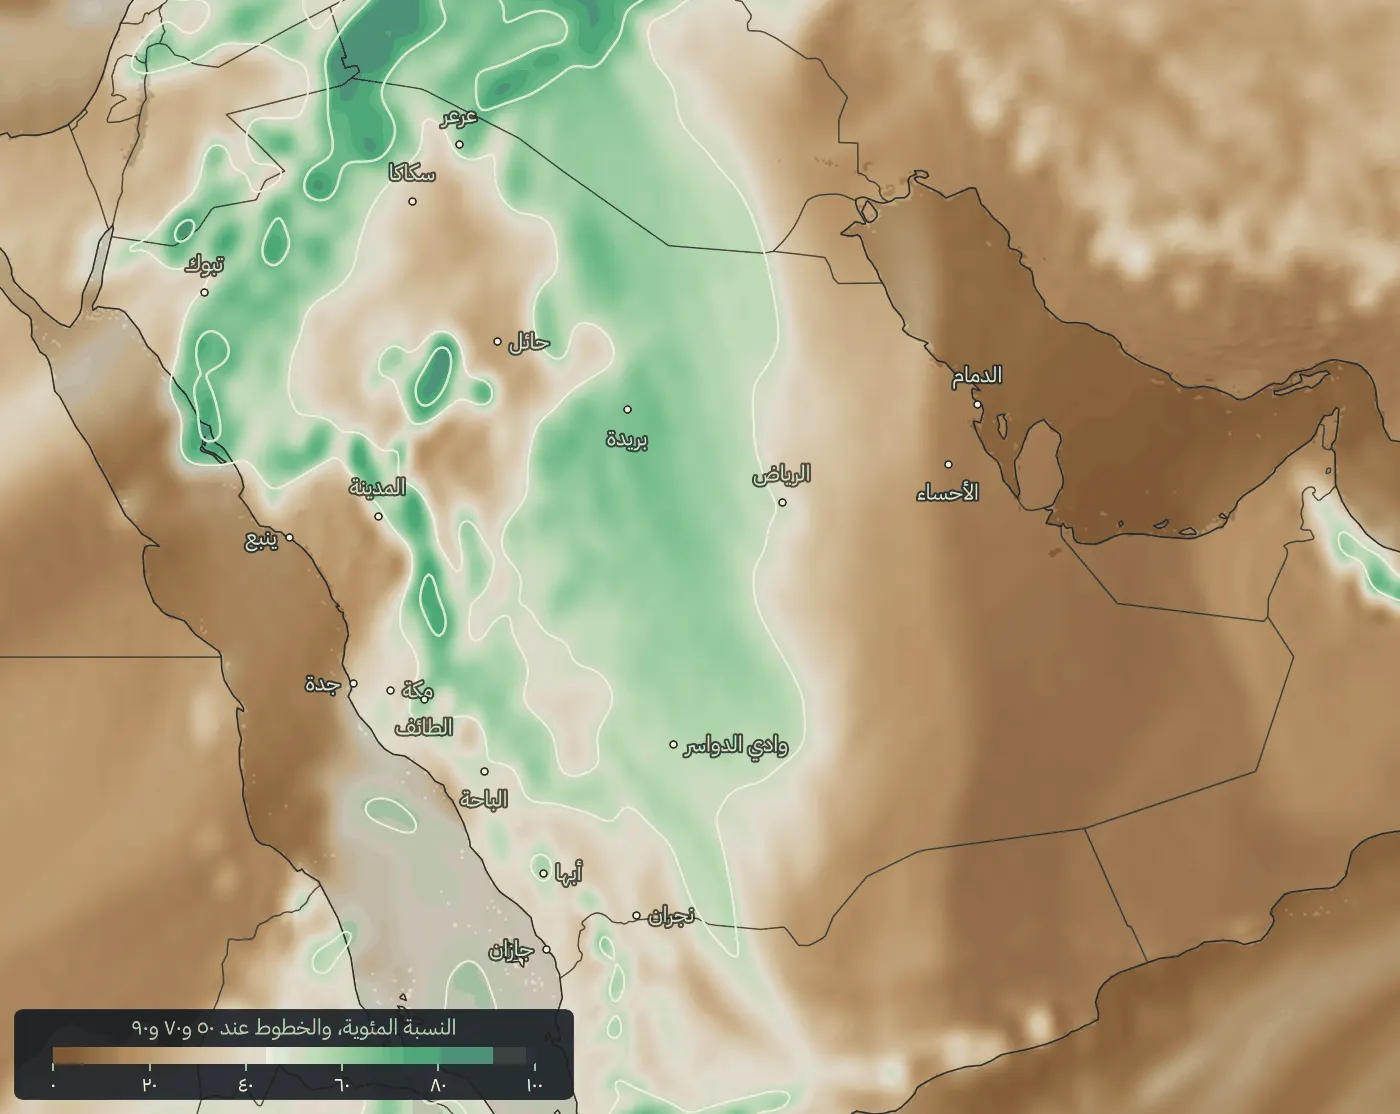 عرعر
سكاكا
تبوك
حائل
الدمام
بريدة
الرياض
المدينة
الأحساء
ينبع
جدة
مكة
الطائف
وادي الدواسر
الباحة
أبها
نجران
جازان
النسبة المئوية، والخطوط عند ٥٠ و٧٠ و٩٠
٠ ٢٠ ٤٠ ٦٠ ٨٠ ١٠٠